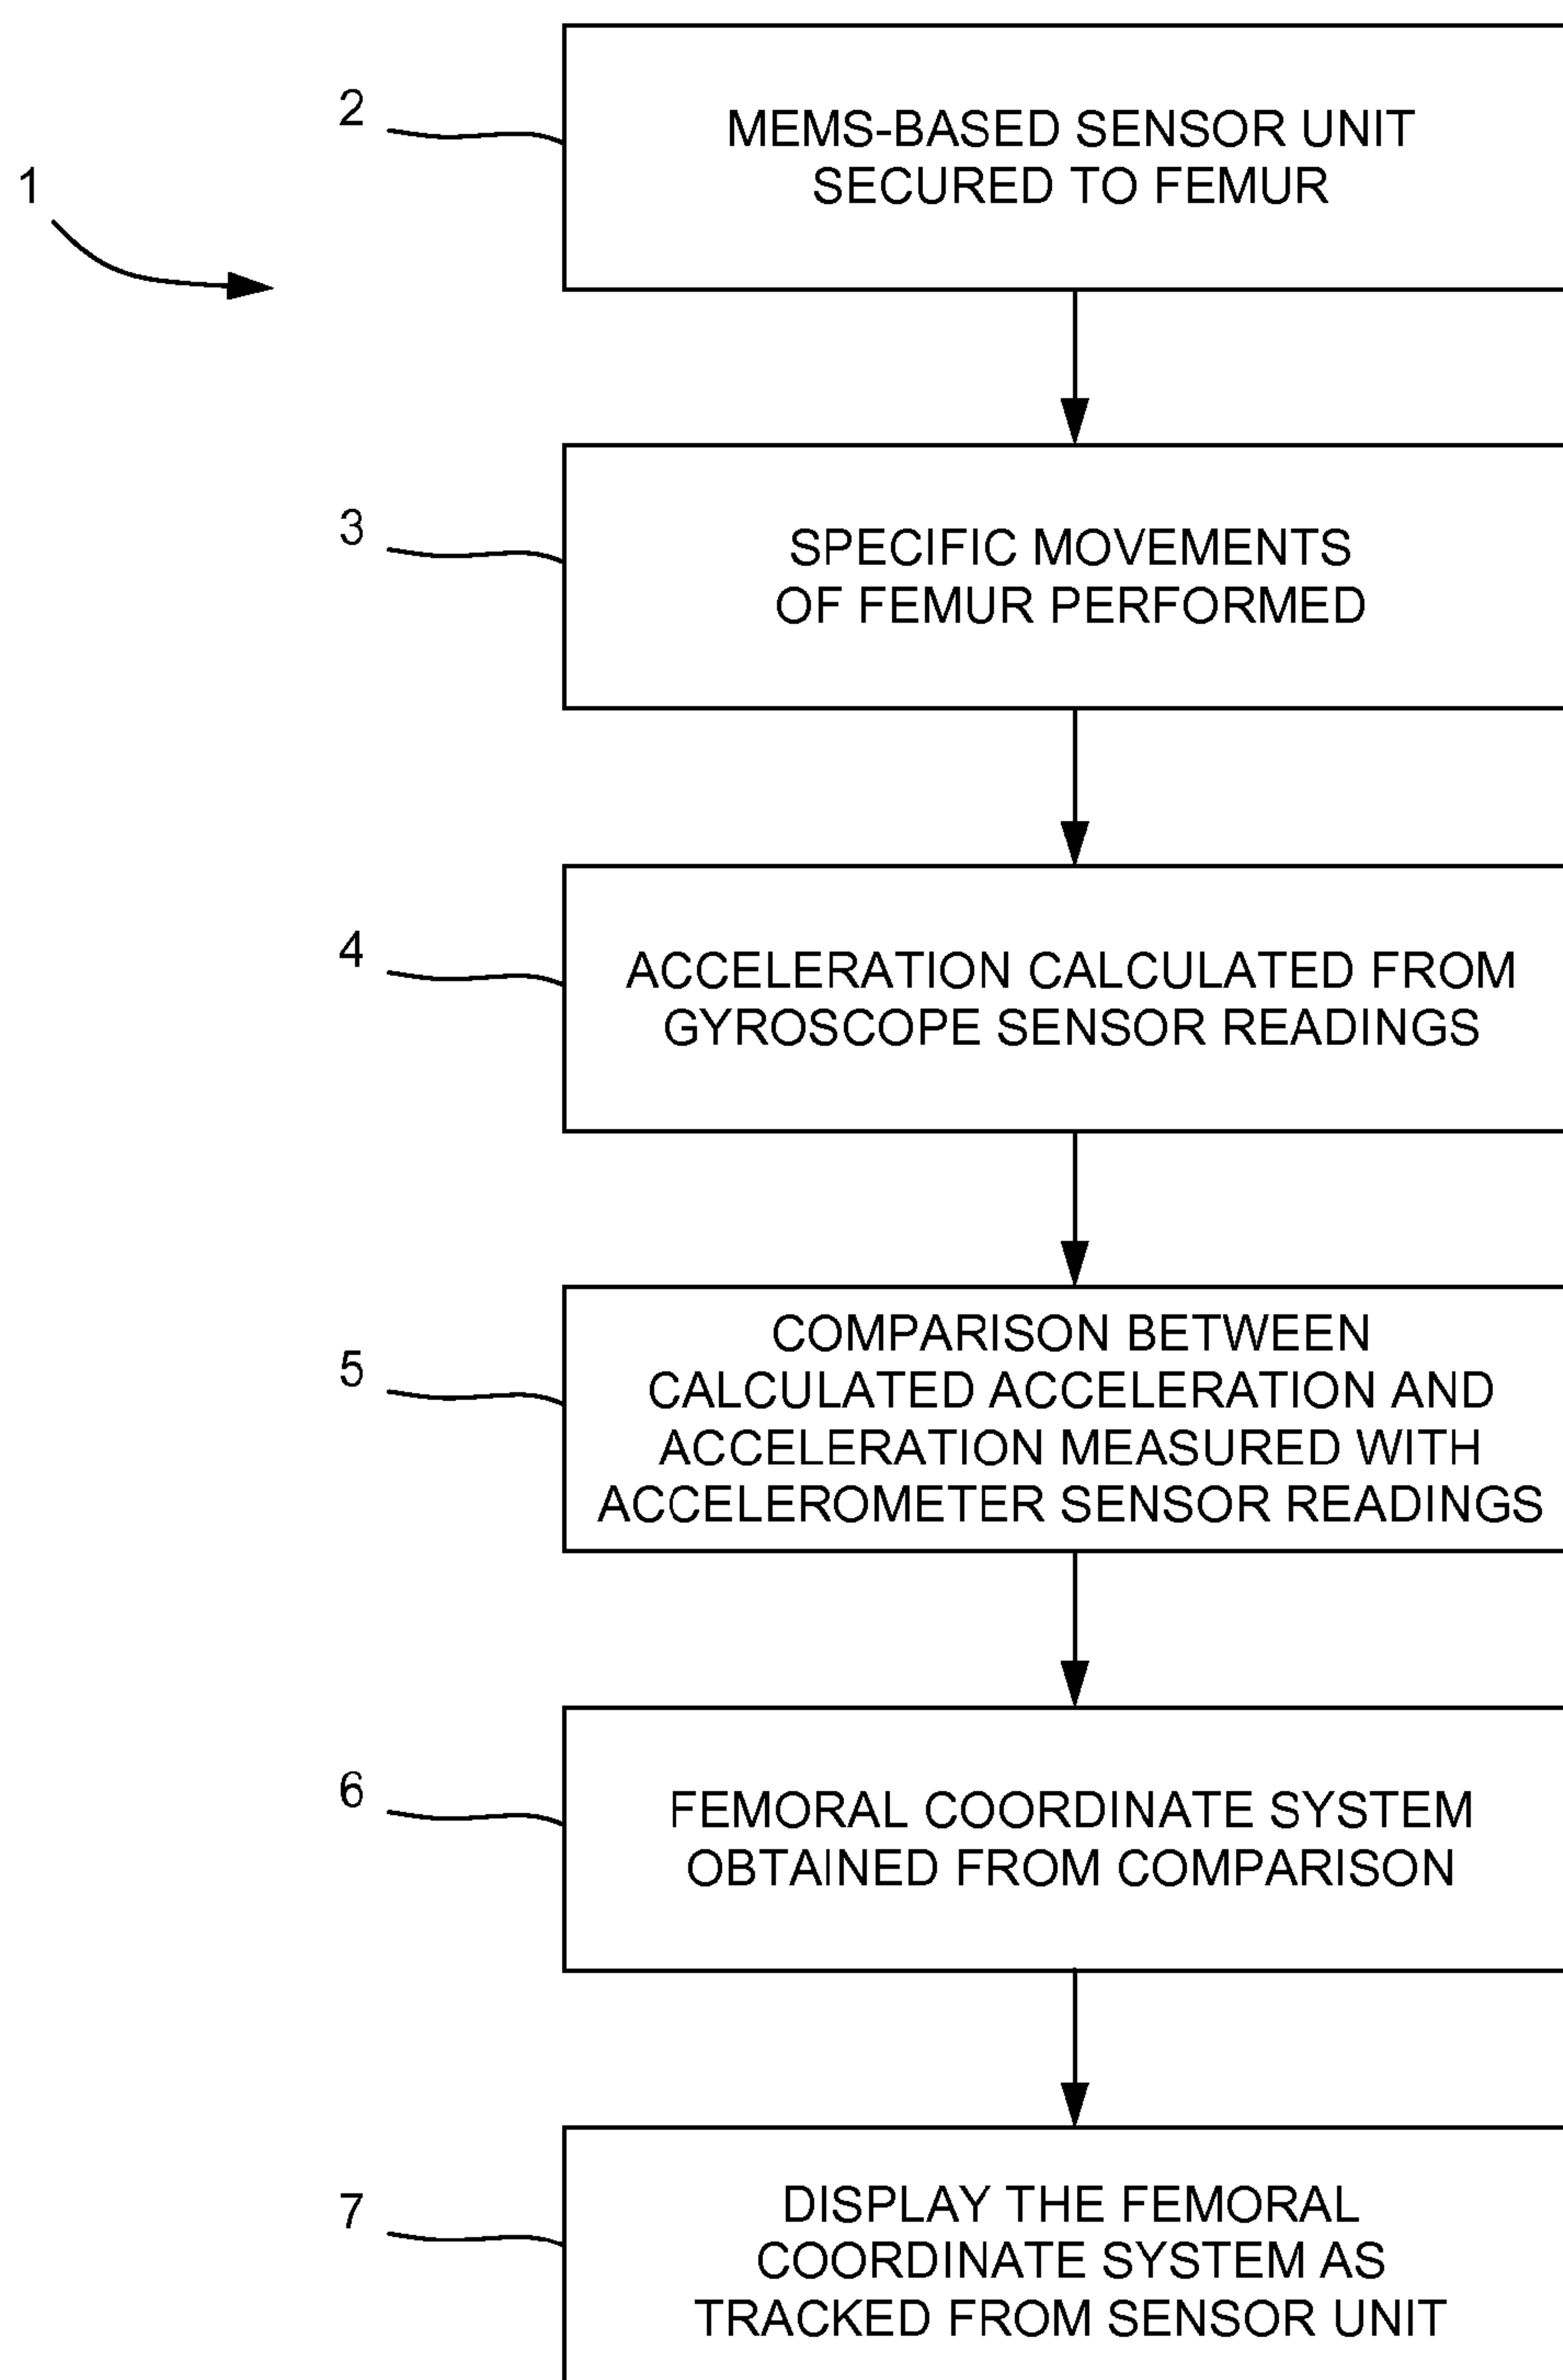 1
2
MEMS-BASED SENSOR UNIT
SECURED TO FEMUR
3
SPECIFIC MOVEMENTS
OF FEMUR PERFORMED
4
ACCELERATION CALCULATED FROM
GYROSCOPE SENSOR READINGS
5
COMPARISON BETWEEN
CALCULATED ACCELERATION AND
ACCELERATION MEASURED WITH
ACCELEROMETER SENSOR READINGS
6
FEMORAL COORDINATE SYSTEM
OBTAINED FROM COMPARISON
7
DISPLAY THE FEMORAL
COORDINATE SYSTEM AS
TRACKED FROM SENSOR UNIT